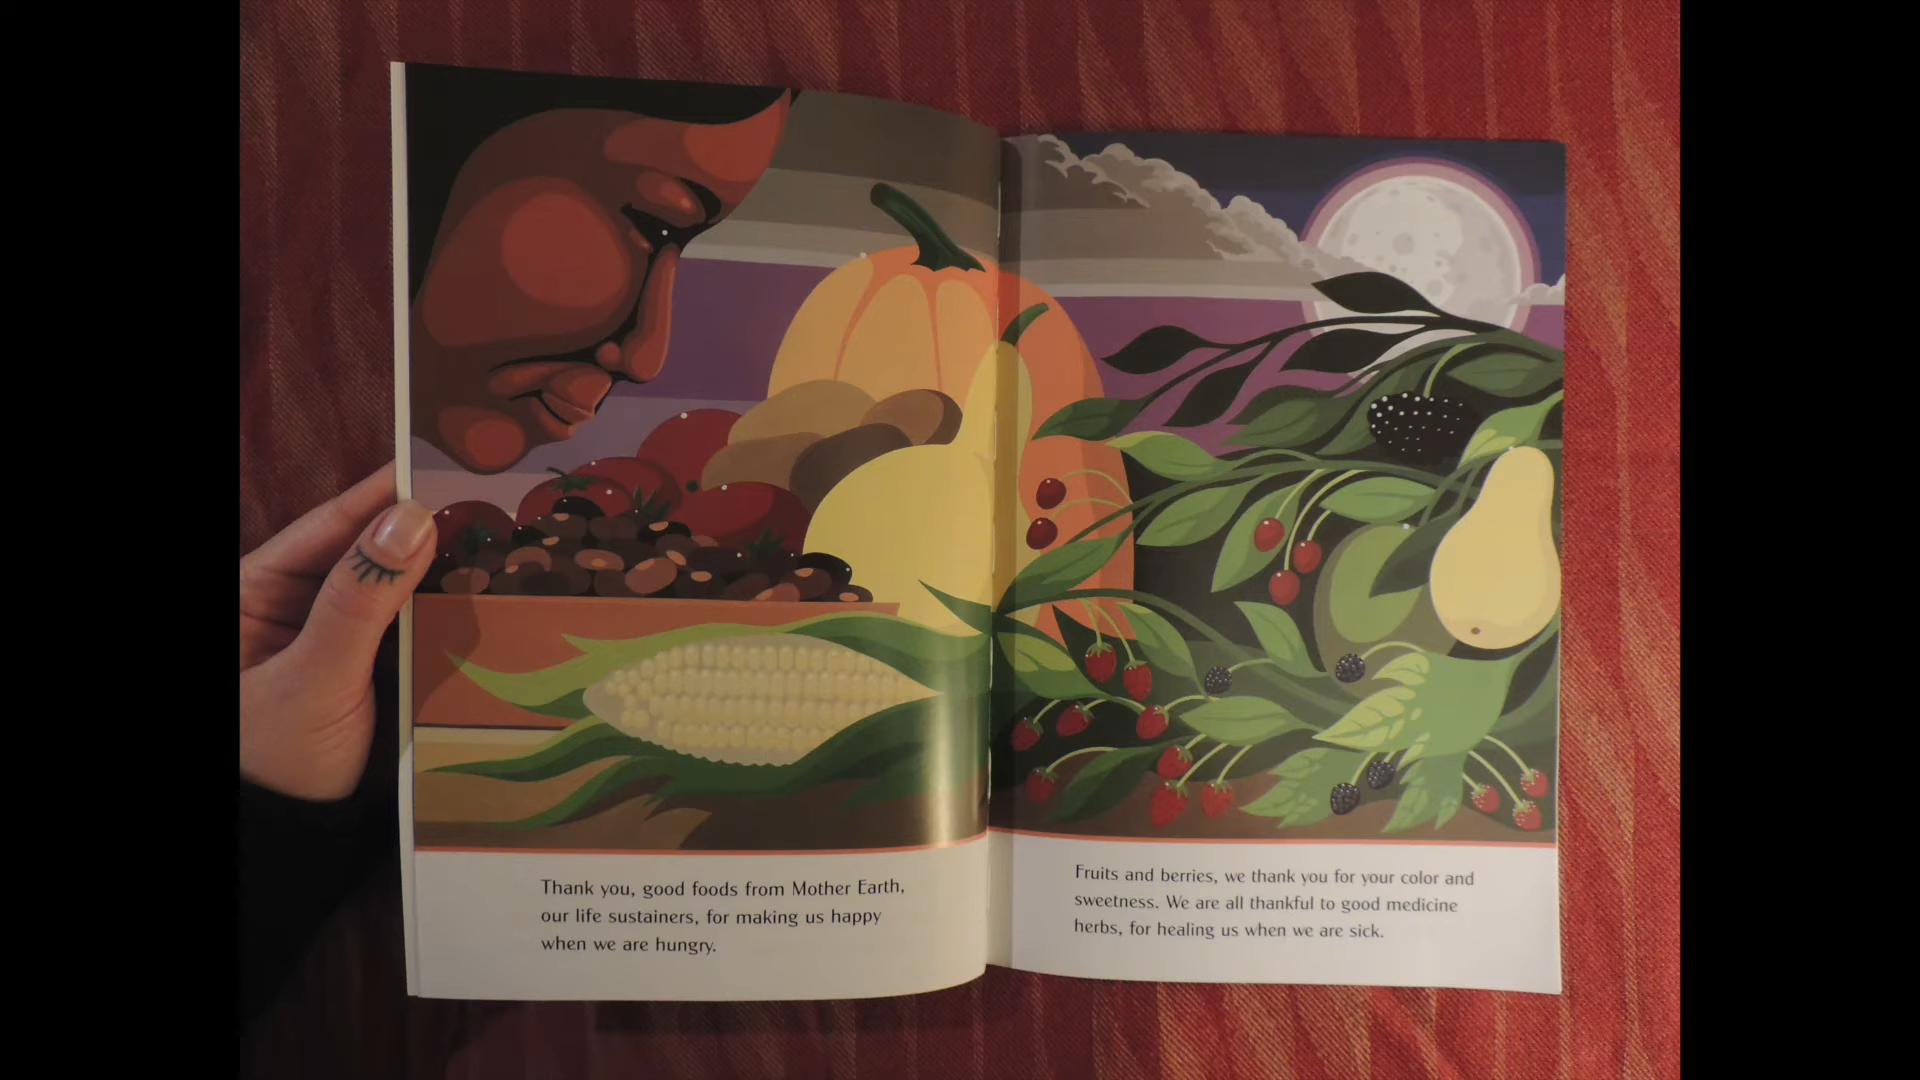 Thank you, good foods from Mother Earth,
our life sustainers, for making us happy
when we are hungry.
Fruits and berries, we thank you for your color and
sweetness. We are all thankful to good medicine
herbs, for healing us when we are sick.